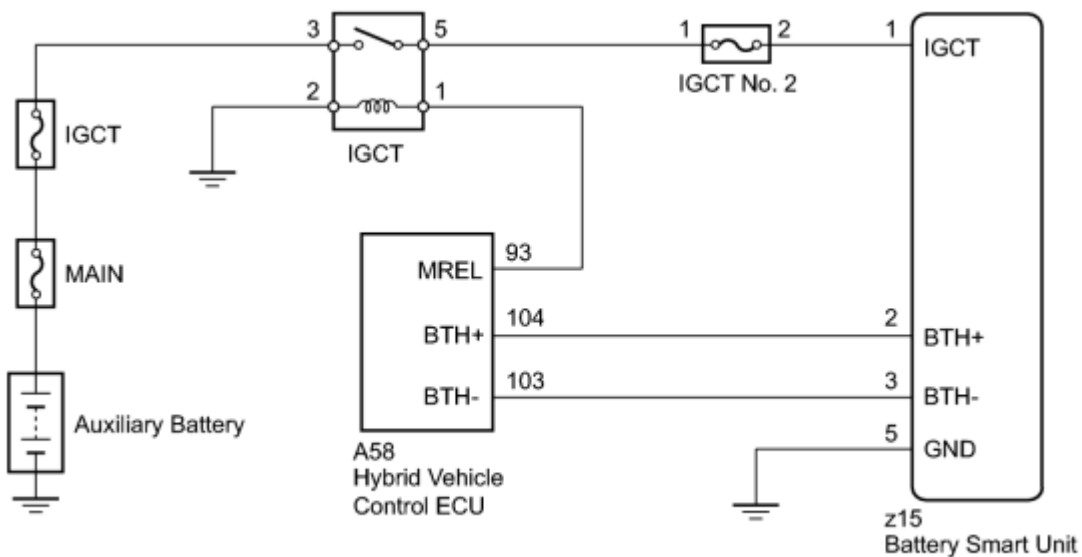 3
5
1
2
1
IGCT
IGCT No. 2
2
1
IGCT
IGCT
93
MREL
MAIN
104
2
BTH+
BTH+
103
3
BTH-
BTH-
Auxiliary Battery
5
GND
A58
Hybrid Vehicle
Control ECU
z15
Battery Smart Unit